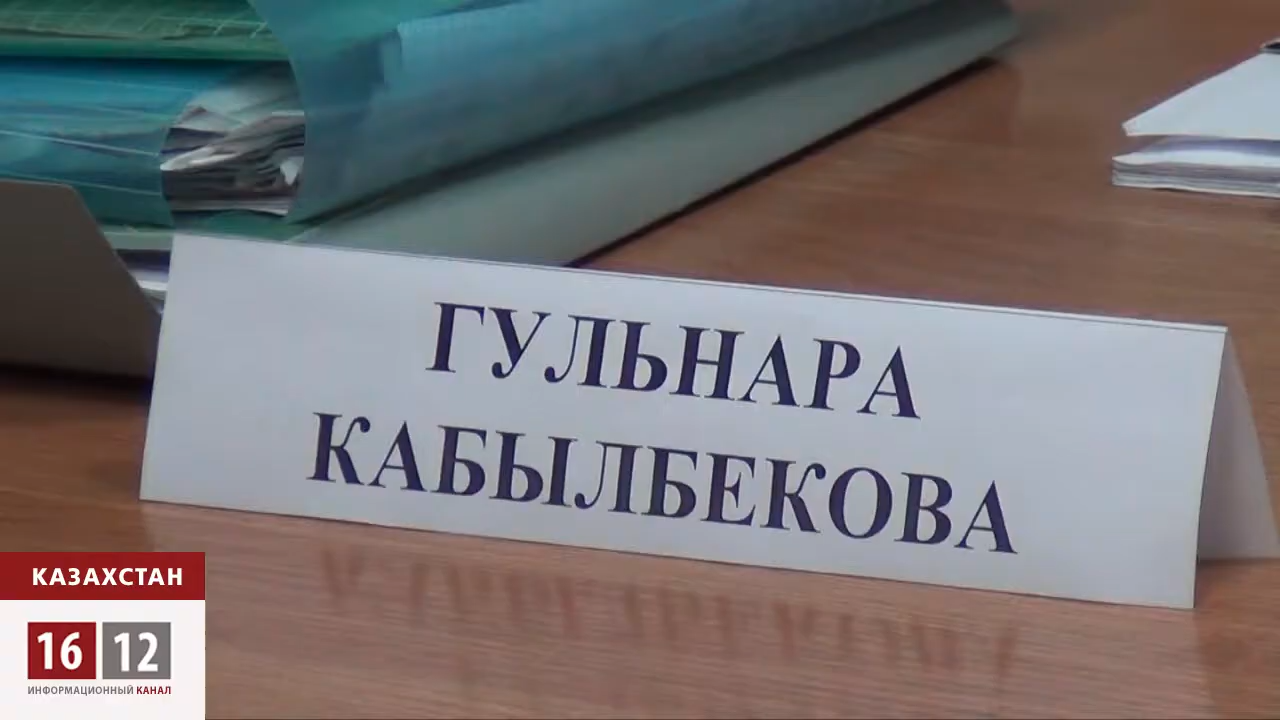 ГУЛЬНАРА
КАБЫЛБЕКОВА
КАЗАХСТАН
16 12
ИНФОРМАЦИОННЫЙ КАНАЛ